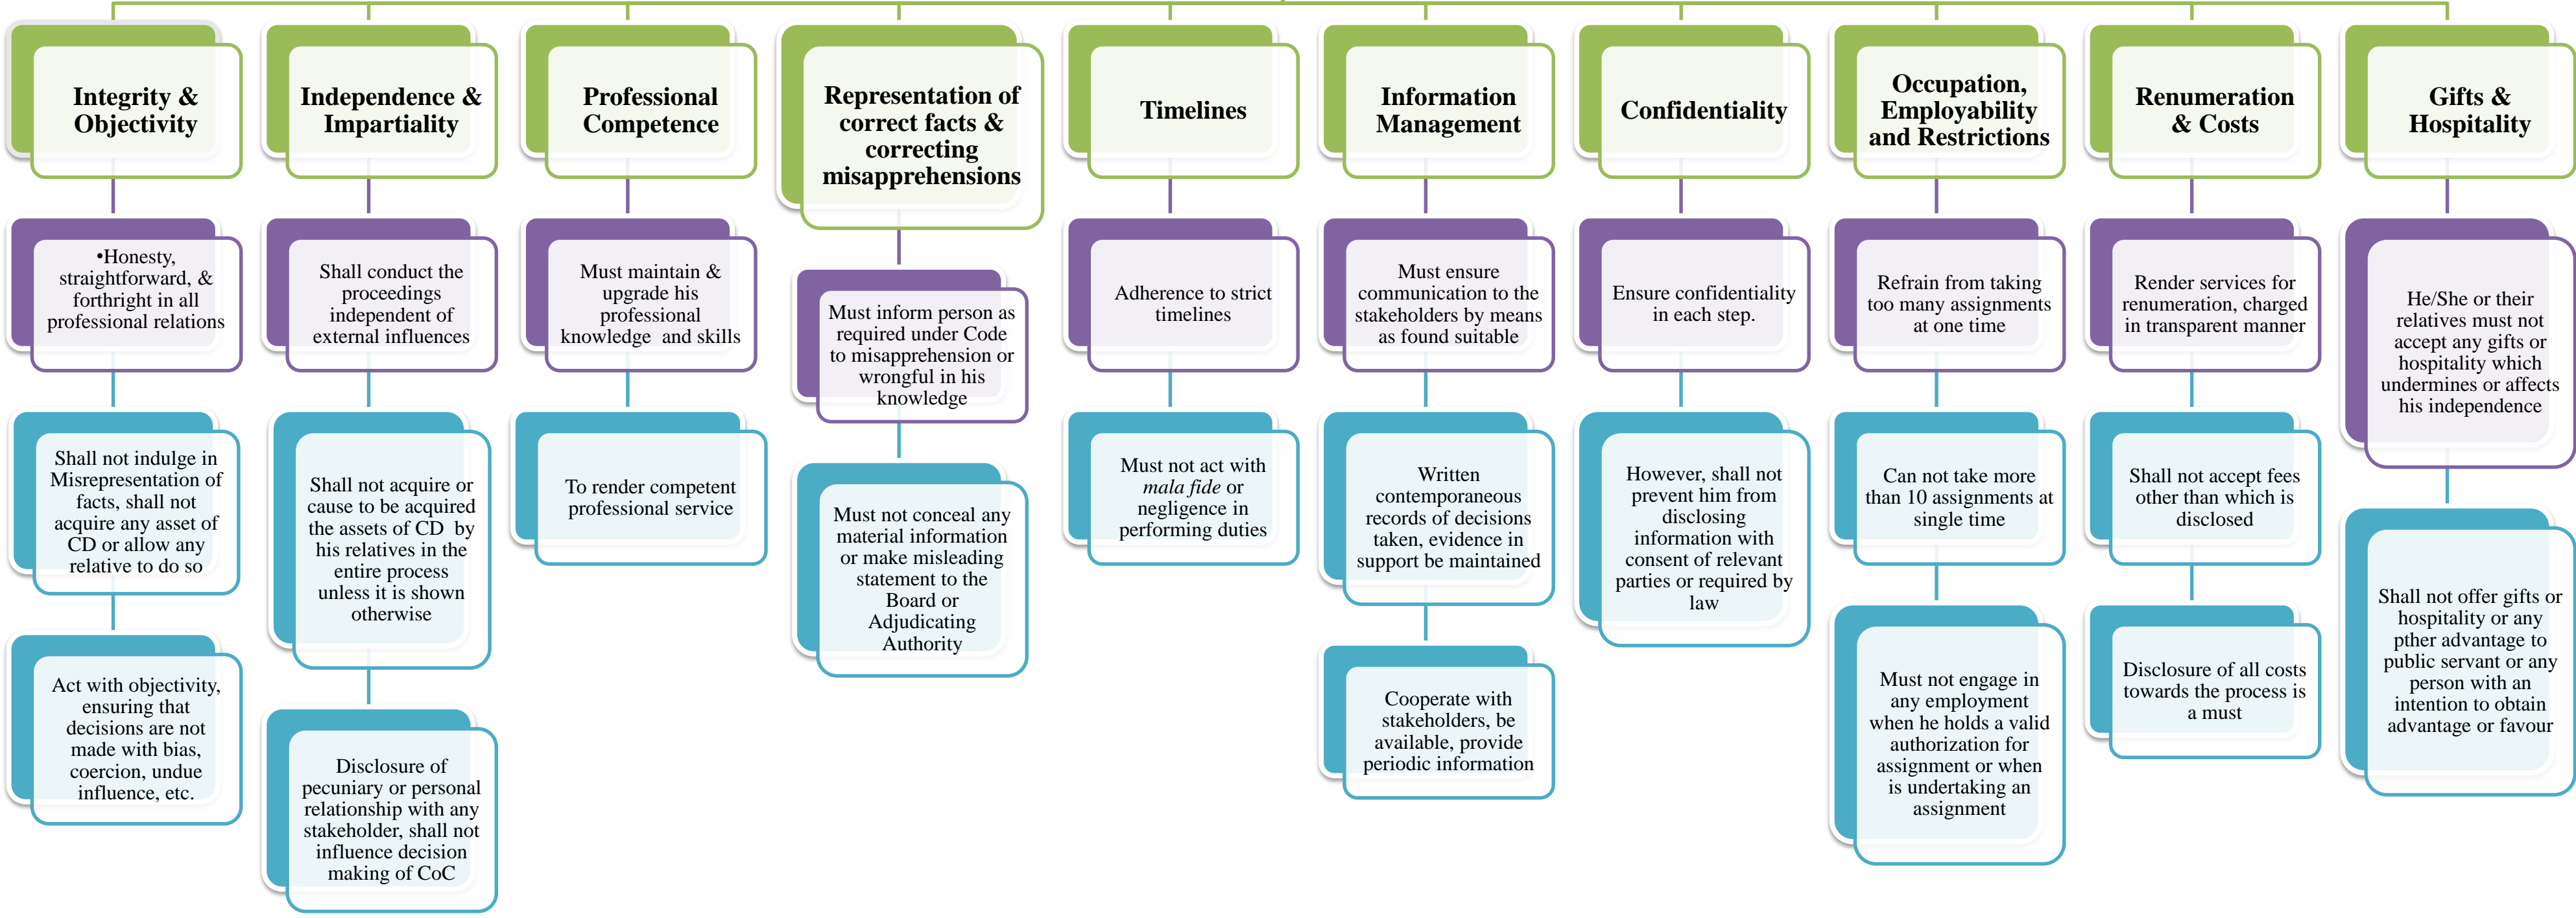 Integrity &
Objectivity
•Honesty,
straightforward, &
forthright in all
professional relations
Shall not indulge in
Misrepresentation of
facts, shall not
acquire any asset of
CD or allow any
relative to do so
Act with objectivity,
ensuring that
decisions are not
made with bias,
coercion, undue
influence, etc.
Independence &
Impartiality
Shall conduct the
proceedings
independent of
external influences
Shall not acquire or
cause to be acquired
the assets of CD by
his relatives in the
entire process
unless it is shown
otherwise
Disclosure of
pecuniary or personal
relationship with any
stakeholder, shall not
influence decision
making of CoC
Professional
Competence
Must maintain &
upgrade his
professional
knowledge and skills
To render competent
professional service
Representation of
correct facts &
correcting
misapprehensions
Must inform person as
required under Code
to misapprehension or
wrongful in his
knowledge
Must not conceal any
material information
or make misleading
statement to the
Board or
Adjudicating
Authority
Timelines
Adherence to strict
timelines
Must not act with
mala fide or
negligence in
performing duties
Information
Management
Must ensure
communication to the
stakeholders by means
as found suitable
Written
contemporaneous
records of decisions
taken, evidence in
support be maintained
Cooperate with
stakeholders, be
available, provide
periodic information
Confidentiality
Ensure confidentiality
in each step.
However, shall not
prevent him from
disclosing
information with
consent of relevant
parties or required by
law
Occupation,
Employability
and Restrictions
Refrain from taking
too many assignments
at one time
Can not take more
than 10 assignments at
single time
Must not engage in
any employment
when he holds a valid
authorization for
assignment or when
is undertaking an
assignment
Renumeration
& Costs
Render services for
renumeration, charged
in transparent manner
Shall not accept fees
other than which is
disclosed
Disclosure of all costs
towards the process is
a must
Gifts &
Hospitality
He/She or their
relatives must not
accept any gifts or
hospitality which
undermines or affects
his independence
Shall not offer gifts or
hospitality or any
pther advantage to
public servant or any
person with an
intention to obtain
advantage or favour